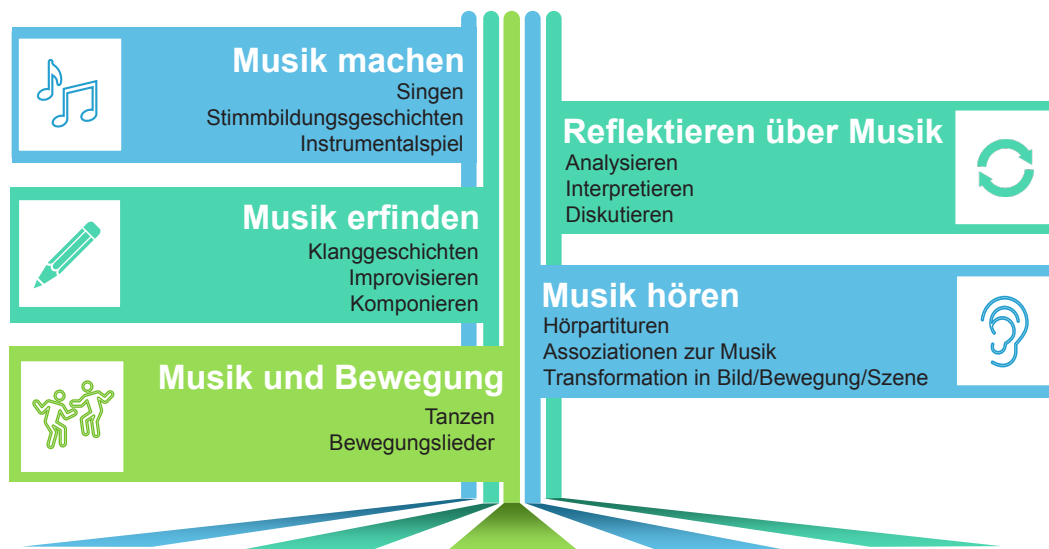 Musik machen
Singen
Stimmbildungsgeschichten
Instrumentalspiel
Musik erfinden
Klanggeschichten
Improvisieren
Komponieren
Musik und Bewegung
Tanzen
Bewegungslieder
Reflektieren über Musik
Analysieren
Interpretieren
Diskutieren
Musik hören
Hörpartituren
Assoziationen zur Musik
Transformation in Bild/Bewegung/Szene